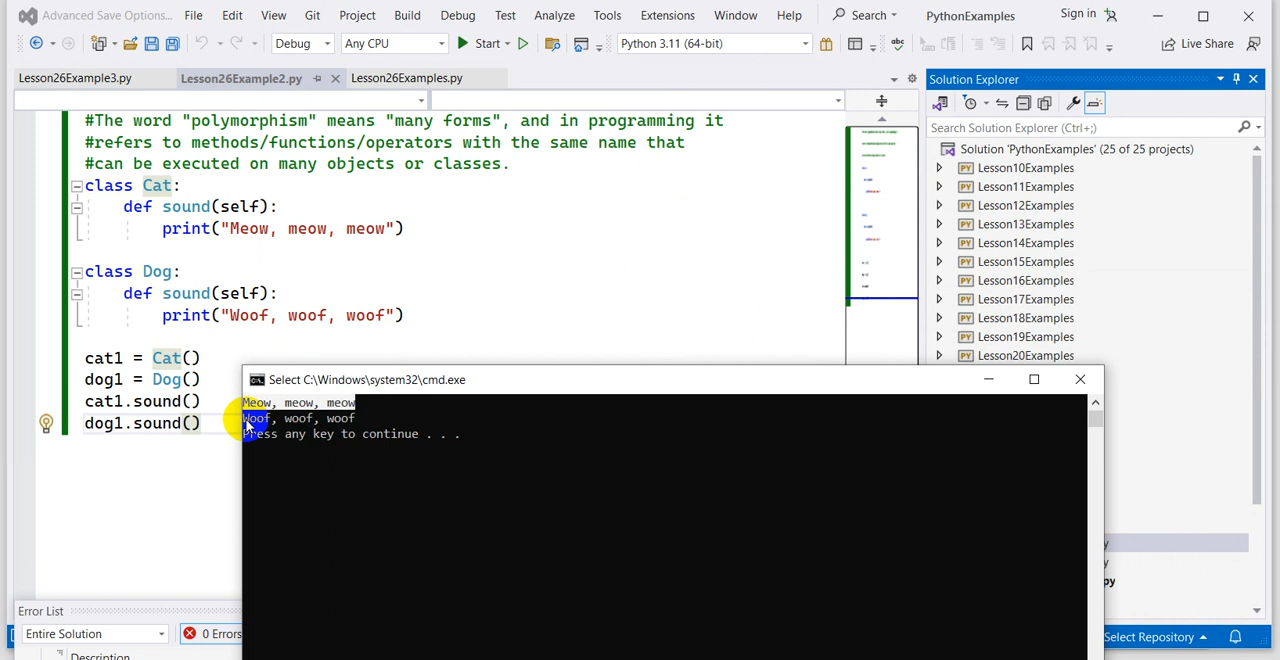 Advanced Save Options... File Edit View Git Project Build Debug Test Analyze Tools Extensions Window Help Search PythonExamples Sign in
Debug Any CPU Start Python 3.11 (64-bit) Live Share
Lesson26Example3.py Lesson26Example2.py Lesson26Examples.py
Solution Explorer
Search Solution Explorer (Ctrl+;)
Solution 'PythonExamples' (25 of 25 projects)
Lesson10Examples
Lesson11Examples
Lesson12Examples
Lesson13Examples
Lesson14Examples
Lesson15Examples
Lesson16Examples
Lesson17Examples
Lesson18Examples
Lesson19Examples
Lesson20Examples
#The word "polymorphism" means "many forms", and in programming it
#refers to methods/functions/operators with the same name that
#can be executed on many objects or classes.
class Cat:
def sound(self):
print("Meow, meow, meow")
class Dog:
def sound(self):
print("Woof, woof, woof")
cat1 = Cat()
dog1 = Dog()
cat1.sound()
dog1.sound()
Select C:\Windows\system32\cmd.exe
Meow, meow, meow
Woof, woof, woof
Press any key to continue . . .
y
y
py
Error List
Entire Solution 0 Errors
Description
Select Repository